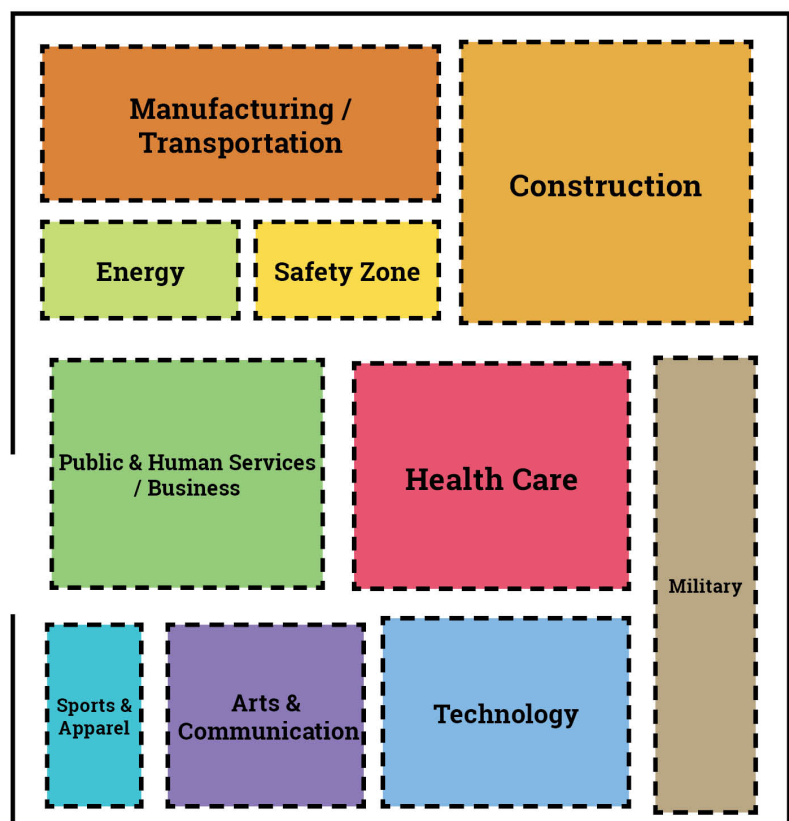 Manufacturing /
Transportation
Construction
Energy
Safety Zone
Public & Human Services
/ Business
Health Care
Military
Sports &
Apparel
Arts &
Communication
Technology